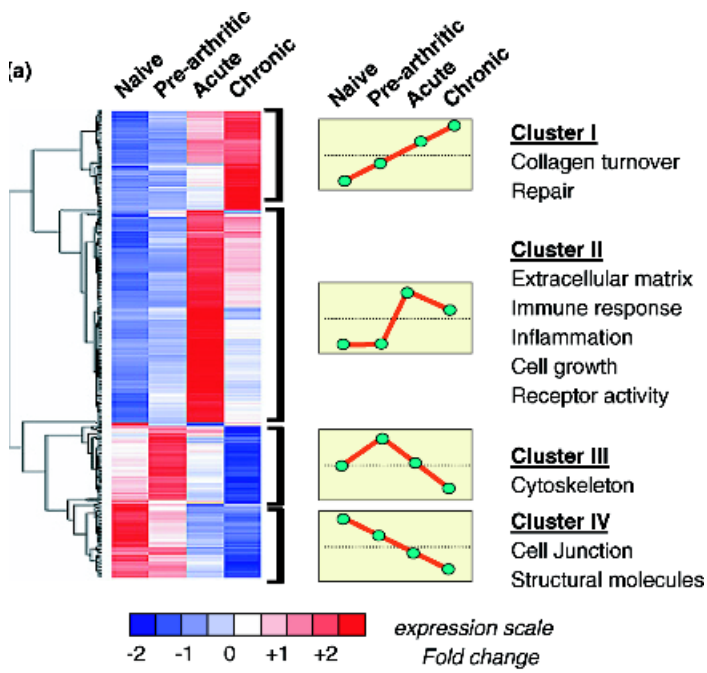 (a)
Naive
Pre-arthritic
Acute
Chronic
Naive
Pre-arthritic
Acute
Chronic
Cluster I
Collagen turnover
Repair
Cluster II
Extracellular matrix
Immune response
Inflammation
Cell growth
Receptor activity
Cluster III
Cytoskeleton
Cluster IV
Cell Junction
Structural molecules
-2 -1 0 +1 +2
expression scale
Fold change